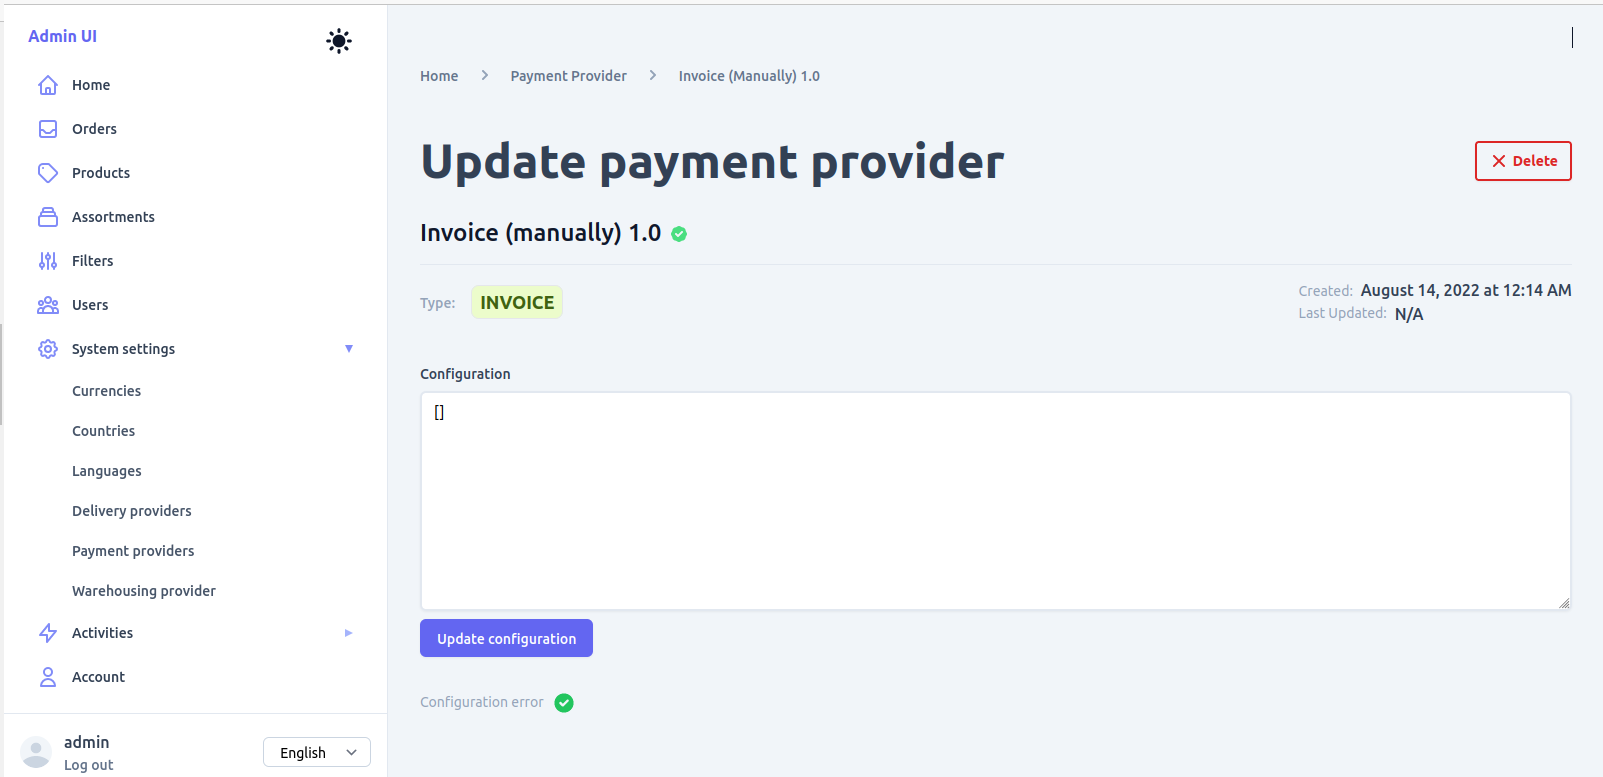 Admin UI
Home
Orders
Products
Assortments
Filters
Users
System settings
Currencies
Countries
Languages
Delivery providers
Payment providers
Warehousing provider
Activities
Account
admin
Log out
English
Home > Payment Provider > Invoice (Manually) 1.0
Update payment provider
Delete
Invoice (manually) 1.0
Type: INVOICE
Created: August 14, 2022 at 12:14 AM
Last Updated: N/A
Configuration
[]
Update configuration
Configuration error